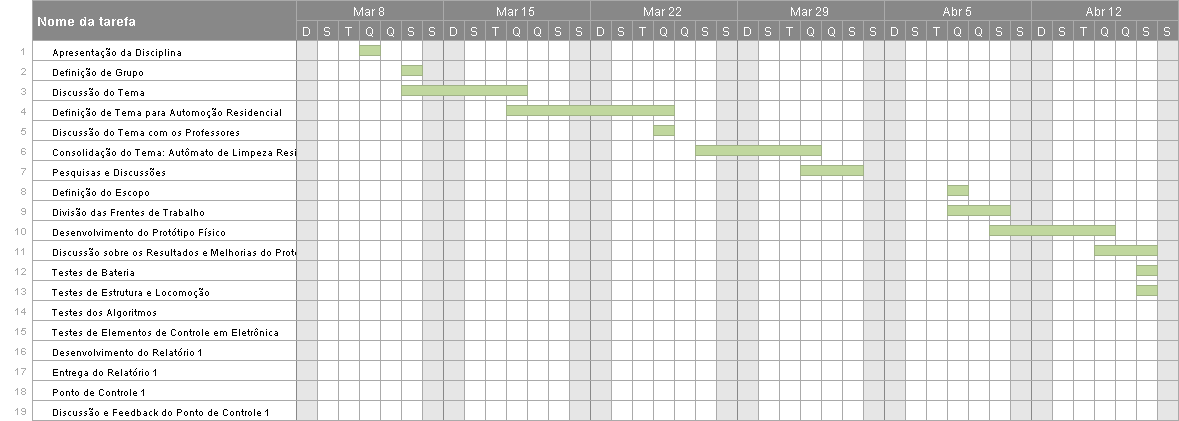 Nome da tarefa
Mar 8 Mar 15 Mar 22 Mar 29 Abr 5 Abr 12
D S T Q Q S S D S T Q Q S S D S T Q Q S S D S T Q Q S S D S T Q Q S S D S T Q Q S S
1 Apresentação da Disciplina
2 Definição de Grupo
3 Discussão do Tema
4 Definição de Tema para Automoção Residencial
5 Discussão do Tema com os Professores
6 Consolidação do Tema: Autômato de Limpeza Resi
7 Pesquisas e Discussões
8 Definição do Escopo
9 Divisão das Frentes de Trabalho
10 Desenvolvimento do Protótipo Físico
11 Discussão sobre os Resultados e Melhorias do Proto
12 Testes de Bateria
13 Testes de Estrutura e Locomoção
14 Testes dos Algoritmos
15 Testes de Elementos de Controle em Eletrônica
16 Desenvolvimento do Relatório 1
17 Entrega do Relatório 1
18 Ponto de Controle 1
19 Discussão e Feedback do Ponto de Controle 1